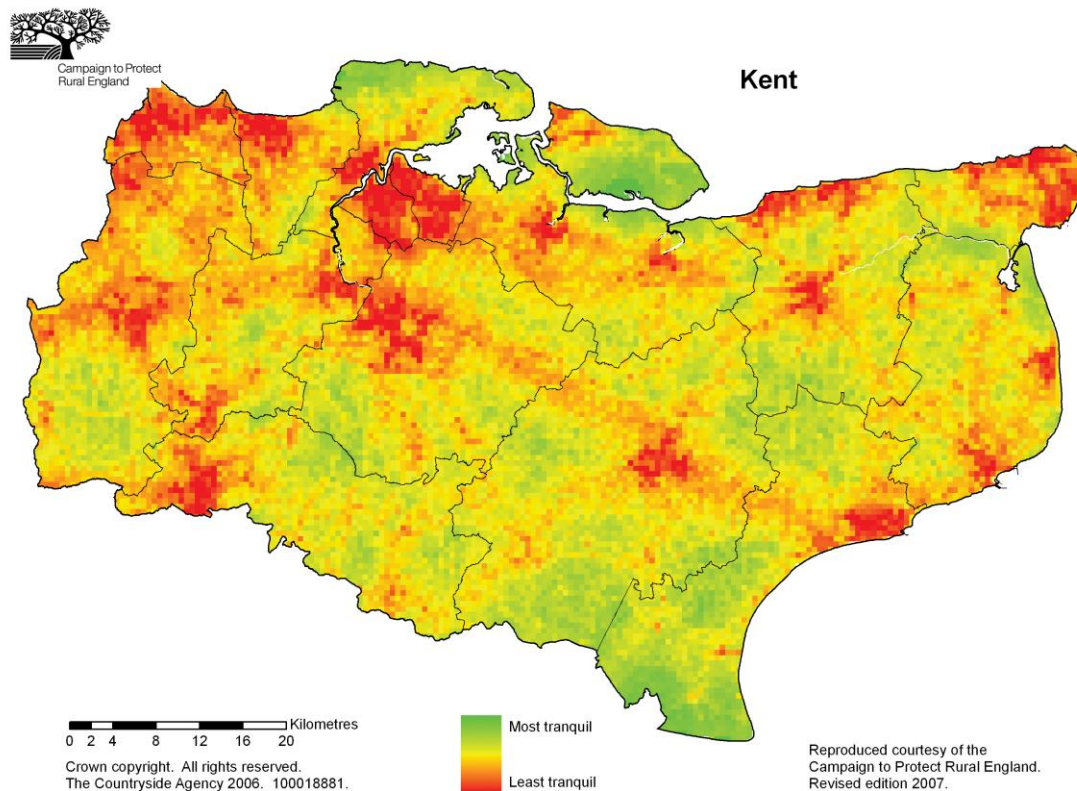 Campaign to Protect
Rural England
Kent
Kilometres
0 2 4 8 12 16 20
Crown copyright. All rights reserved.
The Countryside Agency 2006. 100018881.
Most tranquil
Least tranquil
Reproduced courtesy of the
Campaign to Protect Rural England.
Revised edition 2007.